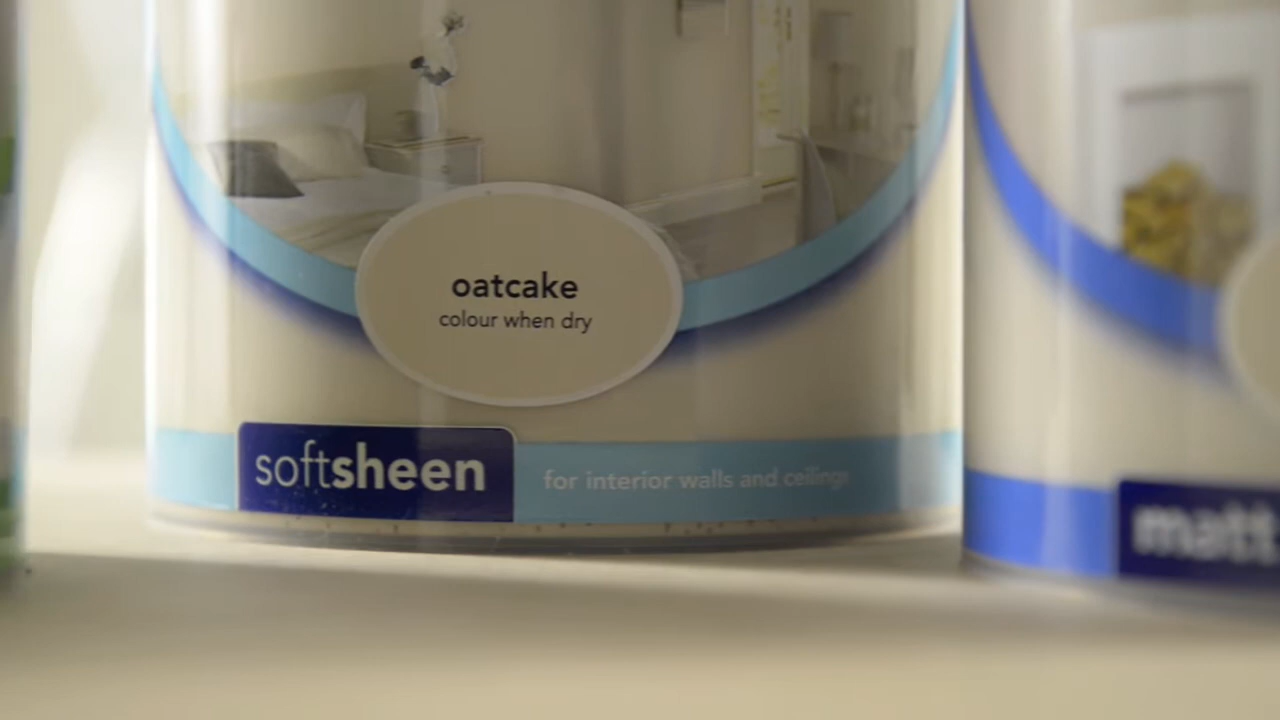 oatcake
colour when dry
softsheen
for interior walls and ceilings
matt